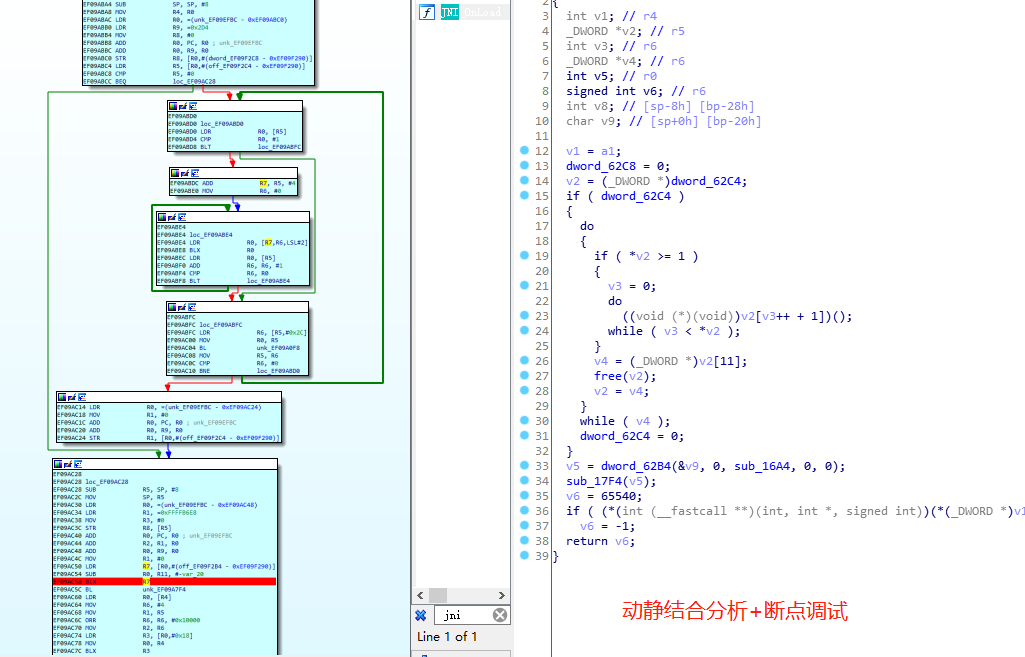 EF09ABA4 SUB SP, SP, #8
EF09ABA8 MOV R4, R0
EF09ABAC LDR R0, =(unk_EF09EFBC - 0xEF09ABC0)
EF09ABB0 LDR R9, =0x2D4
EF09ABB4 MOV R8, #0
EF09ABB8 ADD R0, PC, R0 ; unk_EF09EFBC
EF09ABBC ADD R0, R9, R0
EF09ABC0 STR R8, [R0,#(dword_EF09F2C8 - 0xEF09F290)]
EF09ABC4 LDR R5, [R0,#(off_EF09F2C4 - 0xEF09F290)]
EF09ABC8 CMP R5, #0
EF09ABCC BEQ loc_EF09AC28
EF09ABD0
EF09ABD0 loc_EF09ABD0
EF09ABD0 LDR R0, [R5]
EF09ABD4 CMP R0, #1
EF09ABD8 BLT loc_EF09ABFC
EF09ABDC ADD R7, R5, #4
EF09ABE0 MOV R6, #0
EF09ABE4
EF09ABE4 loc_EF09ABE4
EF09ABE4 LDR R0, [R7,R6,LSL#2]
EF09ABE8 BLX R0
EF09ABEC LDR R0, [R5]
EF09ABF0 ADD R6, R6, #1
EF09ABF4 CMP R6, R0
EF09ABF8 BLT loc_EF09ABE4
EF09ABFC
EF09ABFC loc_EF09ABFC
EF09ABFC LDR R6, [R5,#0x2C]
EF09AC00 MOV R0, R5
EF09AC04 BL unk_EF09A0F8
EF09AC08 MOV R5, R6
EF09AC0C CMP R6, #0
EF09AC10 BNE loc_EF09ABD0
EF09AC14 LDR R0, =(unk_EF09EFBC - 0xEF09AC24)
EF09AC18 MOV R1, #0
EF09AC1C ADD R0, PC, R0 ; unk_EF09EFBC
EF09AC20 ADD R0, R9, R0
EF09AC24 STR R1, [R0,#(off_EF09F2C4 - 0xEF09F290)]
EF09AC28
EF09AC28 loc_EF09AC28
EF09AC28 SUB R5, SP, #8
EF09AC2C MOV SP, R5
EF09AC30 LDR R0, =(unk_EF09EFBC - 0xEF09AC48)
EF09AC34 LDR R1, =0xFFFFB6E8
EF09AC38 MOV R3, #0
EF09AC3C STR R8, [R5]
EF09AC40 ADD R0, PC, R0 ; unk_EF09EFBC
EF09AC44 ADD R2, R1, R0
EF09AC48 ADD R0, R9, R0
EF09AC4C MOV R1, #0
EF09AC50 LDR R7, [R0,#(off_EF09F2B4 - 0xEF09F290)]
EF09AC54 SUB R0, R11, #-var_20
EF09AC58 BLX R7
EF09AC5C BL unk_EF09A7F4
EF09AC60 LDR R0, [R4]
EF09AC64 MOV R6, #4
EF09AC68 MOV R1, R5
EF09AC6C ORR R6, R6, #0x10000
EF09AC70 MOV R2, R6
EF09AC74 LDR R3, [R0,#0x18]
EF09AC78 MOV R0, R4
EF09AC7C BLX R3
f JNI_OnLoad
jni
Line 1 of 1
2 {
3 int v1; // r4
4 _DWORD *v2; // r5
5 int v3; // r6
6 _DWORD *v4; // r6
7 int v5; // r0
8 signed int v6; // r6
9 int v8; // [sp-8h] [bp-28h]
10 char v9; // [sp+0h] [bp-20h]
11
12 v1 = a1;
13 dword_62C8 = 0;
14 v2 = (_DWORD *)dword_62C4;
15 if ( dword_62C4 )
16 {
17 do
18 {
19 if ( *v2 >= 1 )
20 {
21 v3 = 0;
22 do
23 ((void (*)(void))v2[v3++ + 1])();
24 while ( v3 < *v2 );
25 }
26 v4 = (_DWORD *)v2[11];
27 free(v2);
28 v2 = v4;
29 }
30 while ( v4 );
31 dword_62C4 = 0;
32 }
33 v5 = dword_62B4(&v9, 0, sub_16A4, 0, 0);
34 sub_17F4(v5);
35 v6 = 65540;
36 if ( (*(int (__fastcall **)(int, int *, signed int))(*(_DWORD *)v1
37 v6 = -1;
38 return v6;
39 }
动静结合分析+断点调试